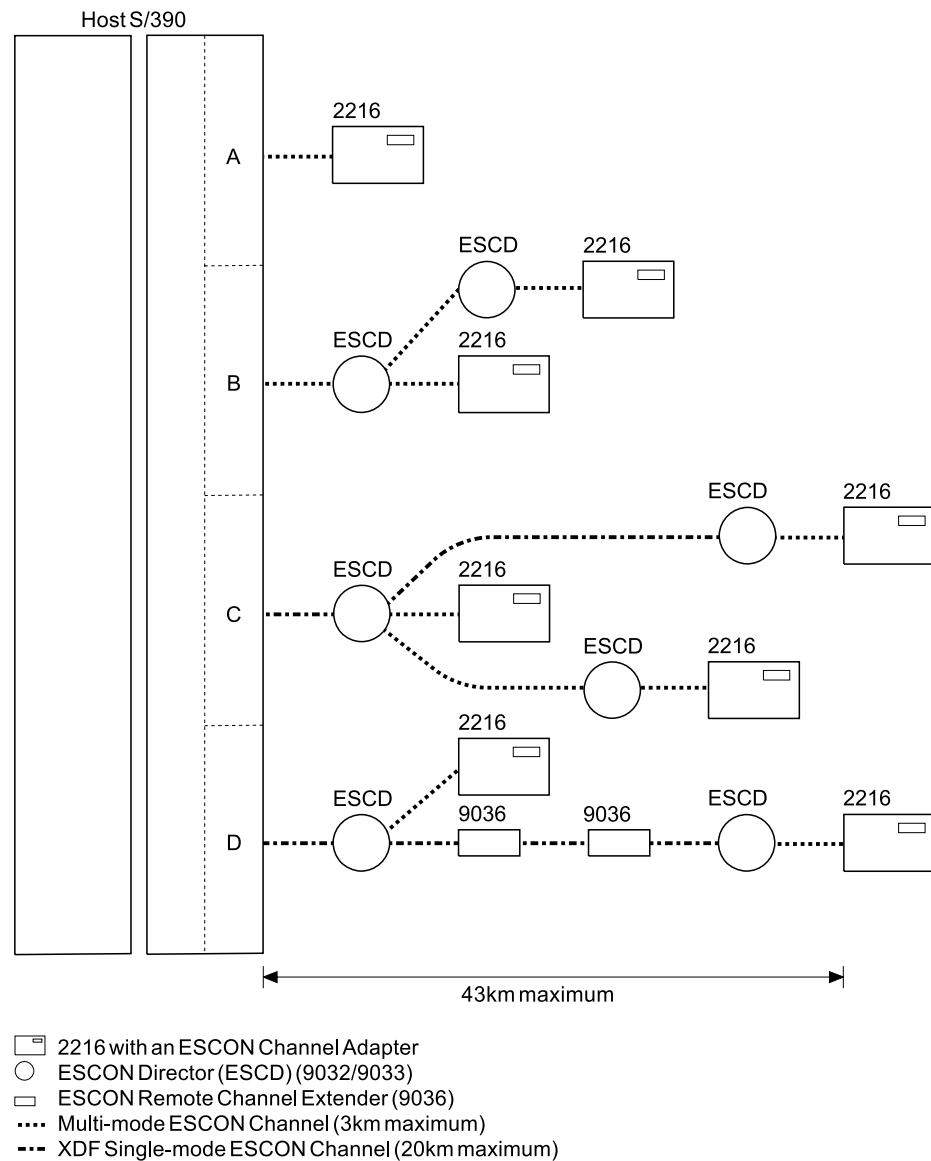 Host S/390
2216
A
ESCD 2216
ESCD 2216
B
ESCD 2216
ESCD 2216
C
ESCD 2216
2216
ESCD 9036 9036 ESCD 2216
D
43km maximum
2216 with an ESCON Channel Adapter
ESCON Director (ESCD) (9032/9033)
ESCON Remote Channel Extender (9036)
Multi-mode ESCON Channel (3km maximum)
XDF Single-mode ESCON Channel (20km maximum)